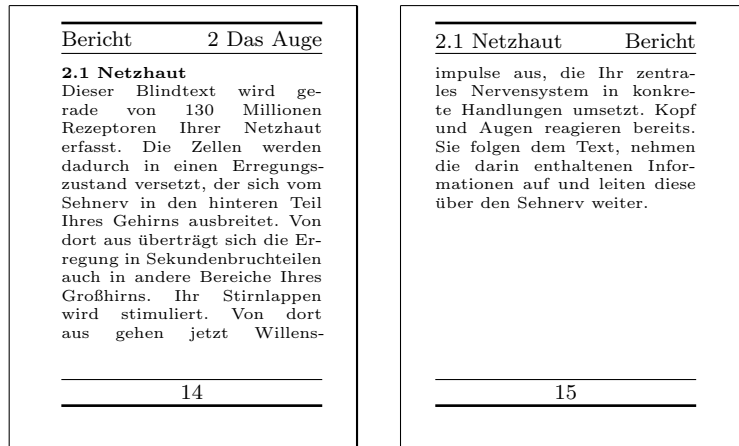 Bericht 2 Das Auge
2.1 Netzhaut
Dieser Blindtext wird ge-
rade von 130 Millionen
Rezeptoren Ihrer Netzhaut
erfasst. Die Zellen werden
dadurch in einen Erregungs-
zustand versetzt, der sich vom
Sehnerv in den hinteren Teil
Ihres Gehirns ausbreitet. Von
dort aus überträgt sich die Er-
regung in Sekundenbruchteilen
auch in andere Bereiche Ihres
Großhirns. Ihr Stirnlappen
wird stimuliert. Von dort
aus gehen jetzt Willens-
14
2.1 Netzhaut Bericht
impulse aus, die Ihr zentra-
les Nervensystem in konkre-
te Handlungen umsetzt. Kopf
und Augen reagieren bereits.
Sie folgen dem Text, nehmen
die darin enthaltenen Infor-
mationen auf und leiten diese
über den Sehnerv weiter.
15